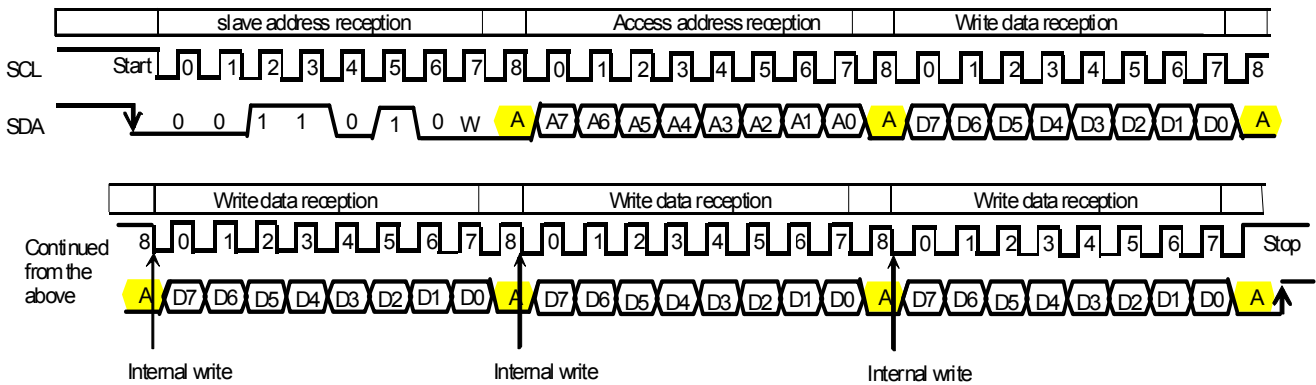 slave address reception Access address reception Write data reception
SCL Start 0 1 2 3 4 5 6 7 8 0 1 2 3 4 5 6 7 8 0 1 2 3 4 5 6 7 8
SDA 0 0 1 1 0 1 0 W A A7 A6 A5 A4 A3 A2 A1 A0 A D7 D6 D5 D4 D3 D2 D1 D0 A
Write data reception Write data reception Write data reception
8 0 1 2 3 4 5 6 7 8 0 1 2 3 4 5 6 7 8 0 1 2 3 4 5 6 7 Stop
Continued
from the
above
A D7 D6 D5 D4 D3 D2 D1 D0 A D7 D6 D5 D4 D3 D2 D1 D0 A D7 D6 D5 D4 D3 D2 D1 D0 A
Internal write Internal write Internal write